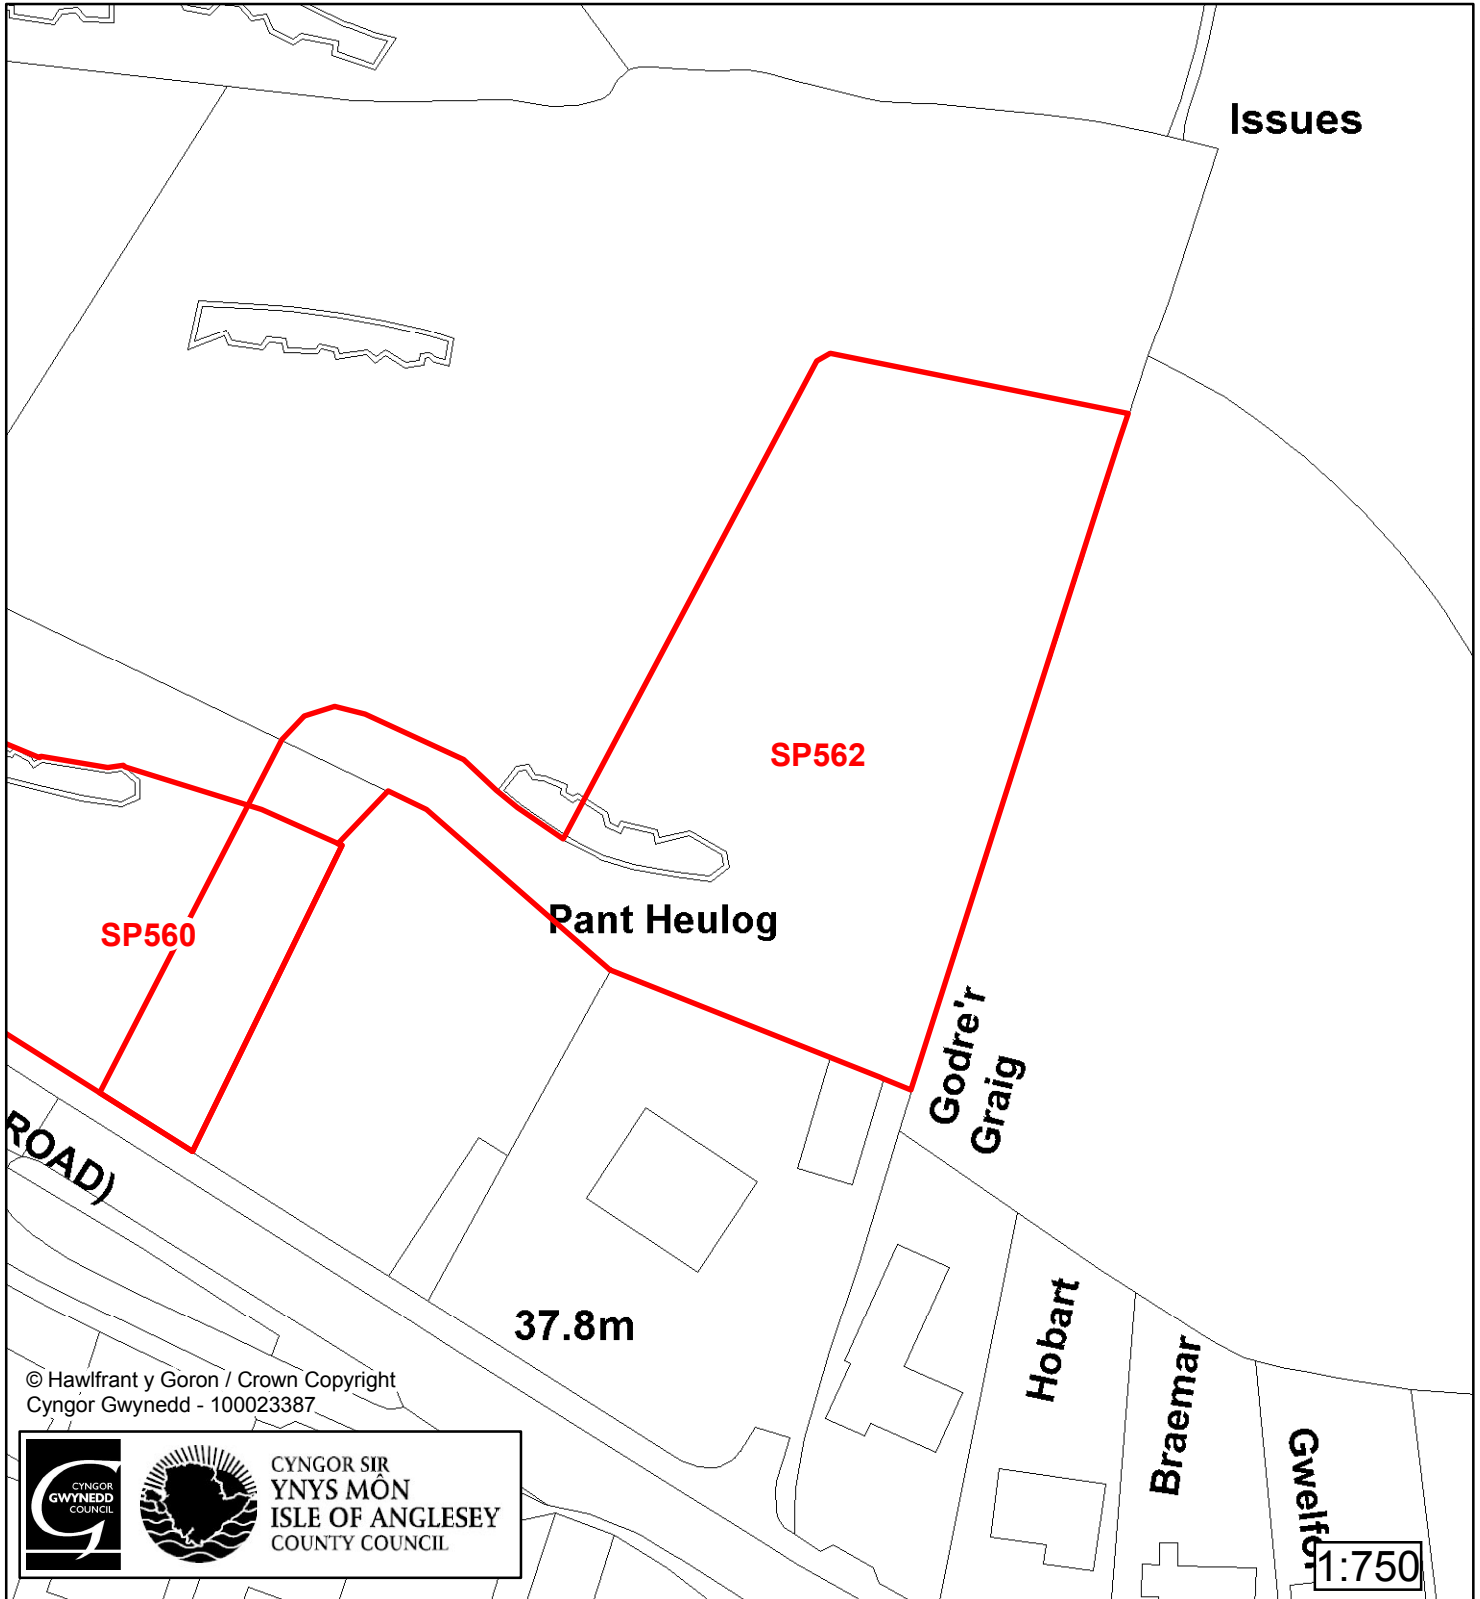 Issues
SP562
SP560
Pant Heulog
Godre'r
Graig
ROAD)
37.8m
Hobart
Braemar
© Hawlfrant y Goron / Crown Copyright
Cyngor Gwynedd - 100023387
CYNGOR
GWYNEDD
COUNCIL
CYNGOR SIR
YNYS MÔN
ISLE OF ANGLESEY
COUNTY COUNCIL
1:750